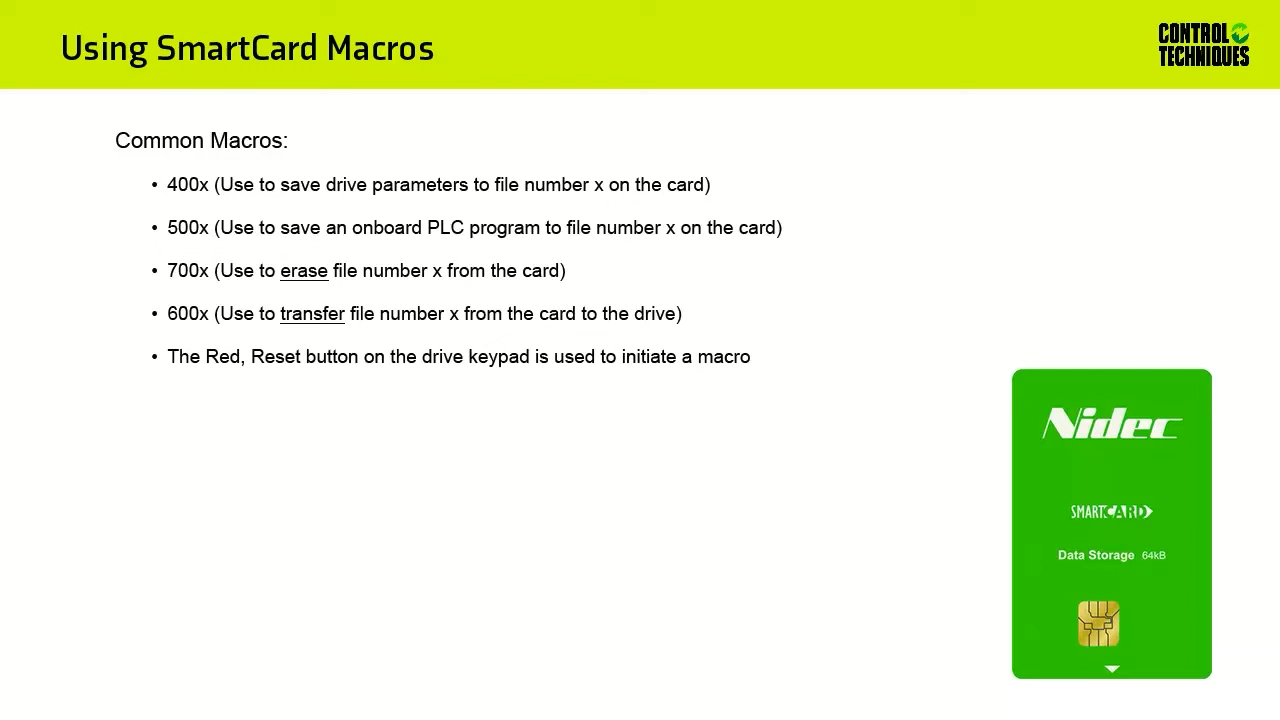 Using SmartCard Macros
CONTROL
TECHNIQUES
Common Macros:
• 400x (Use to save drive parameters to file number x on the card)
• 500x (Use to save an onboard PLC program to file number x on the card)
• 700x (Use to erase file number x from the card)
• 600x (Use to transfer file number x from the card to the drive)
• The Red, Reset button on the drive keypad is used to initiate a macro
Nidec
SMARTCARD
Data Storage 64kB